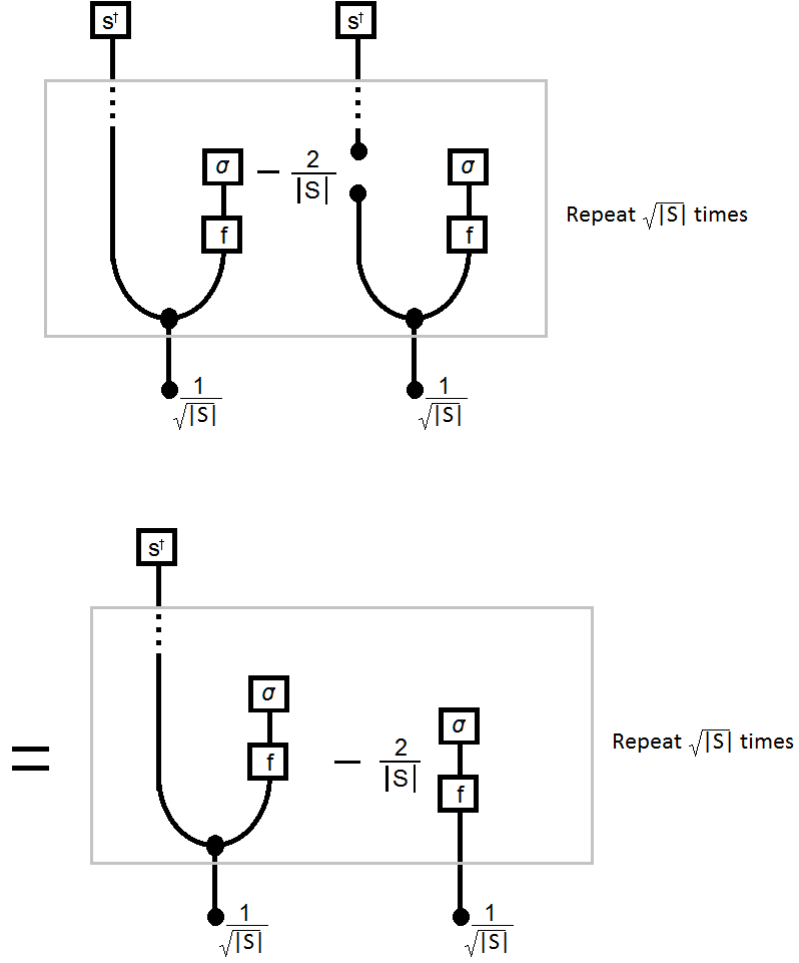 s† s†
σ − 2/|S| σ
f f
Repeat √|S| times
1/√|S| 1/√|S|
s†
σ σ
= f − 2/|S| f
Repeat √|S| times
1/√|S| 1/√|S|